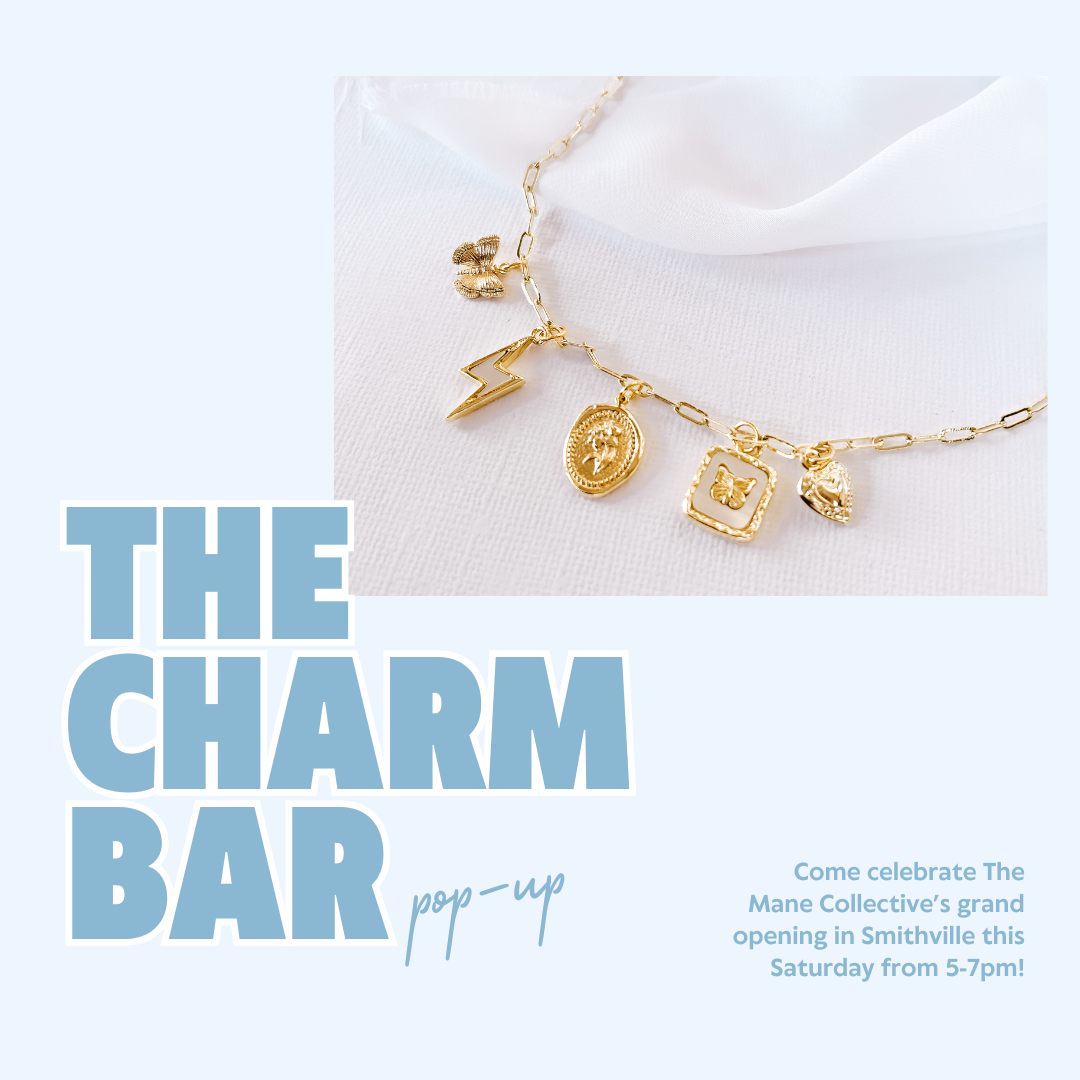 THE
CHARM
BAR
pop-up
Come celebrate The
Mane Collective's grand
opening in Smithville this
Saturday from 5-7pm!